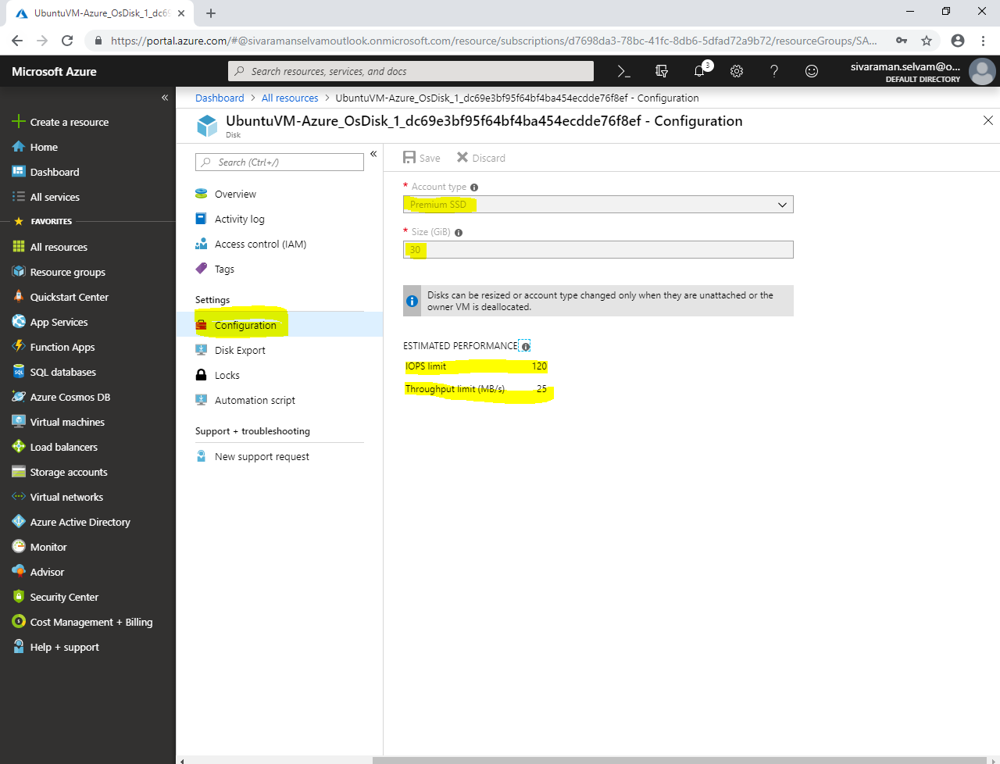 UbuntuVM-Azure_OsDisk_1_dc69
https://portal.azure.com/#@sivaramanselvamoutlook.onmicrosoft.com/resource/subscriptions/d7698da3-78bc-41fc-8db6-5dfad72a9b72/resourceGroups/SA...
Microsoft Azure
Search resources, services, and docs
3
sivaraman.selvam@o...
DEFAULT DIRECTORY
Dashboard > All resources > UbuntuVM-Azure_OsDisk_1_dc69e3bf95f64bf4ba454ecdde76f8ef - Configuration
UbuntuVM-Azure_OsDisk_1_dc69e3bf95f64bf4ba454ecdde76f8ef - Configuration
Disk
Create a resource
Home
Dashboard
All services
FAVORITES
All resources
Resource groups
Quickstart Center
App Services
Function Apps
SQL databases
Azure Cosmos DB
Virtual machines
Load balancers
Storage accounts
Virtual networks
Azure Active Directory
Monitor
Advisor
Security Center
Cost Management + Billing
Help + support
Search (Ctrl+/)
Overview
Activity log
Access control (IAM)
Tags
Settings
Configuration
Disk Export
Locks
Automation script
Support + troubleshooting
New support request
Save Discard
* Account type
Premium SSD
* Size (GiB)
30
Disks can be resized or account type changed only when they are unattached or the
owner VM is deallocated.
ESTIMATED PERFORMANCE
IOPS limit 120
Throughput limit (MB/s) 25